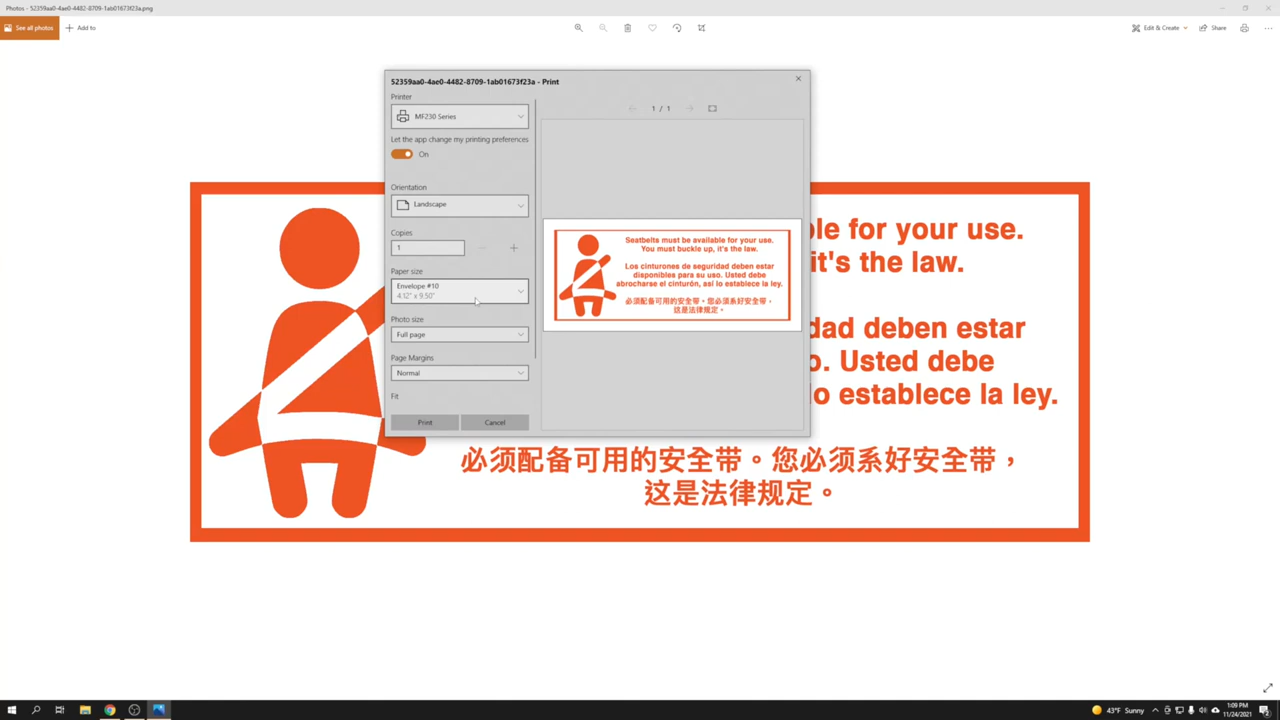 Photos - 52359aa0-4ae0-4482-8709-1ab01673f23a.png
See all photos
Add to
Edit & Create
Share
52359aa0-4ae0-4482-8709-1ab01673f23a - Print
Printer
MF230 Series
Let the app change my printing preferences
On
Orientation
Landscape
Copies
1
Paper size
Envelope #10
4.12" x 9.50"
Photo size
Full page
Page Margins
Normal
Fit
Print
Cancel
1 / 1
Seatbelts must be available for your use.
You must buckle up, it's the law.
Los cinturones de seguridad deben estar
disponibles para su uso. Usted debe
abrocharse el cinturón, así lo establece la ley.
必须配备可用的安全带。您必须系好安全带，
這是法律规定。
ble for your use.
it's the law.
dad deben estar
o. Usted debe
lo establece la ley.
必须配备可用的安全带。您必须系好安全带，
這是法律规定。
43°F Sunny
1:09 PM
11/24/2021
2